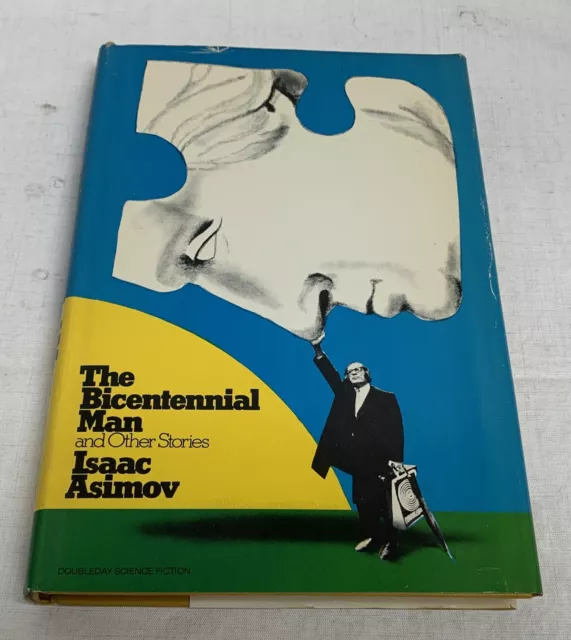 The
Bicentennial
Man
and Other Stories
Isaac
Asimov
DOUBLEDAY SCIENCE FICTION